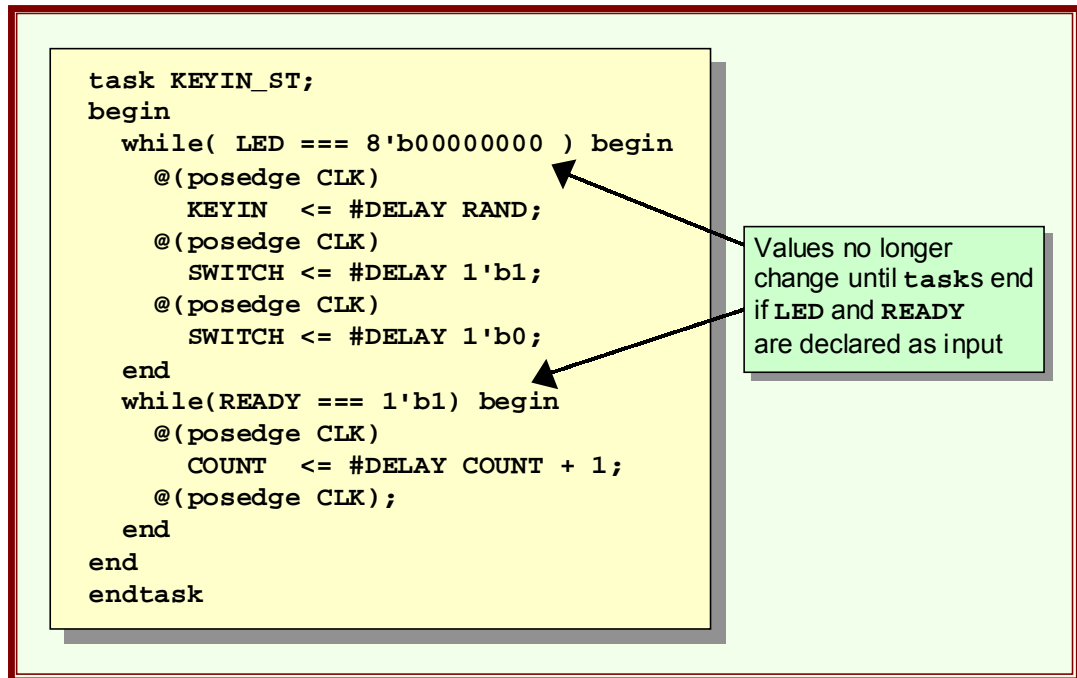 task KEYIN_ST;
begin
while( LED === 8'b00000000 ) begin
@(posedge CLK)
KEYIN <= #DELAY RAND;
@(posedge CLK)
SWITCH <= #DELAY 1'b1;
@(posedge CLK)
SWITCH <= #DELAY 1'b0;
end
while(READY === 1'b1) begin
@(posedge CLK)
COUNT <= #DELAY COUNT + 1;
@(posedge CLK);
end
end
endtask
Values no longer
change until tasks end
if LED and READY
are declared as input